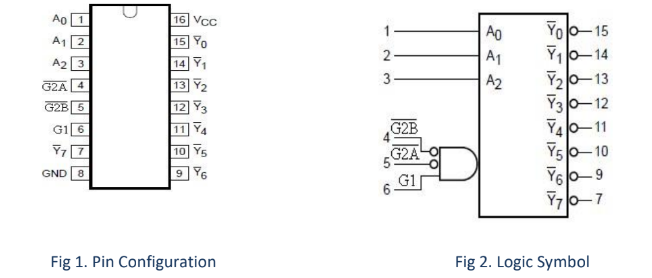 A0 1 16 VCC
A1 2 15 Y̅0
A2 3 14 Y̅1
G̅2̅A̅ 4 13 Y̅2
G̅2̅B̅ 5 12 Y̅3
G1 6 11 Y̅4
Y̅7 7 10 Y̅5
GND 8 9 Y̅6
Fig 1. Pin Configuration
1 A0 Y̅0 15
2 A1 Y̅1 14
3 A2 Y̅2 13
Y̅3 12
4 G̅2̅B̅ Y̅4 11
5 G̅2̅A̅ Y̅5 10
6 G1 Y̅6 9
Y̅7 7
Fig 2. Logic Symbol